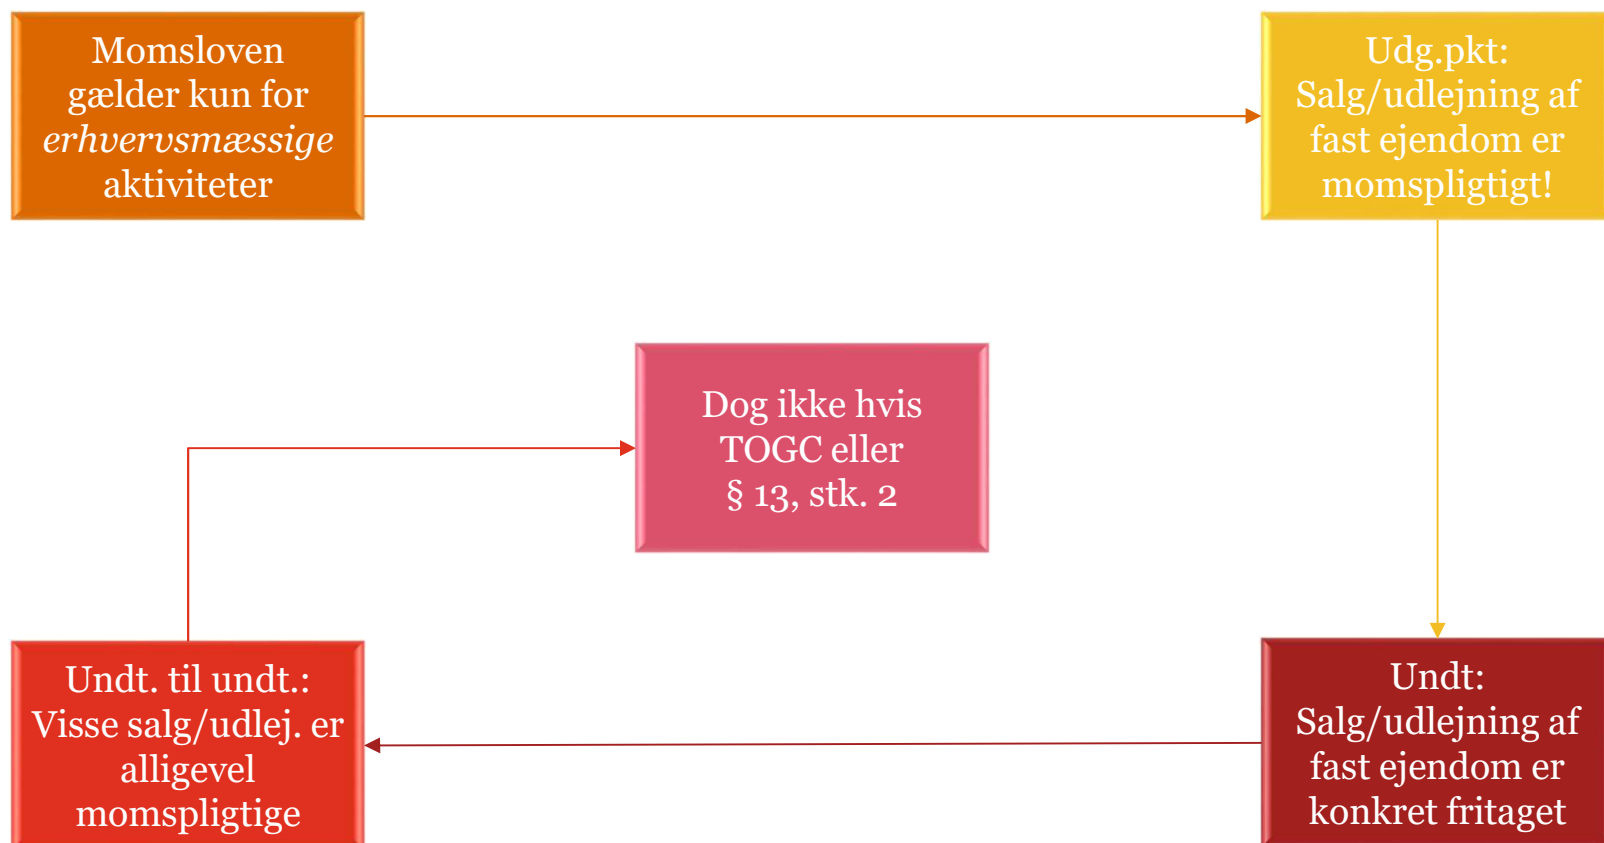 Momsloven
gælder kun for
erhvervsmæssige
aktiviteter
Udg.pkt:
Salg/udlejning af
fast ejendom er
momspligtigt!
Undt:
Salg/udlejning af
fast ejendom er
konkret fritaget
Undt. til undt.:
Visse salg/udlej. er
alligevel
momspligtige
Dog ikke hvis
TOGC eller
§ 13, stk. 2